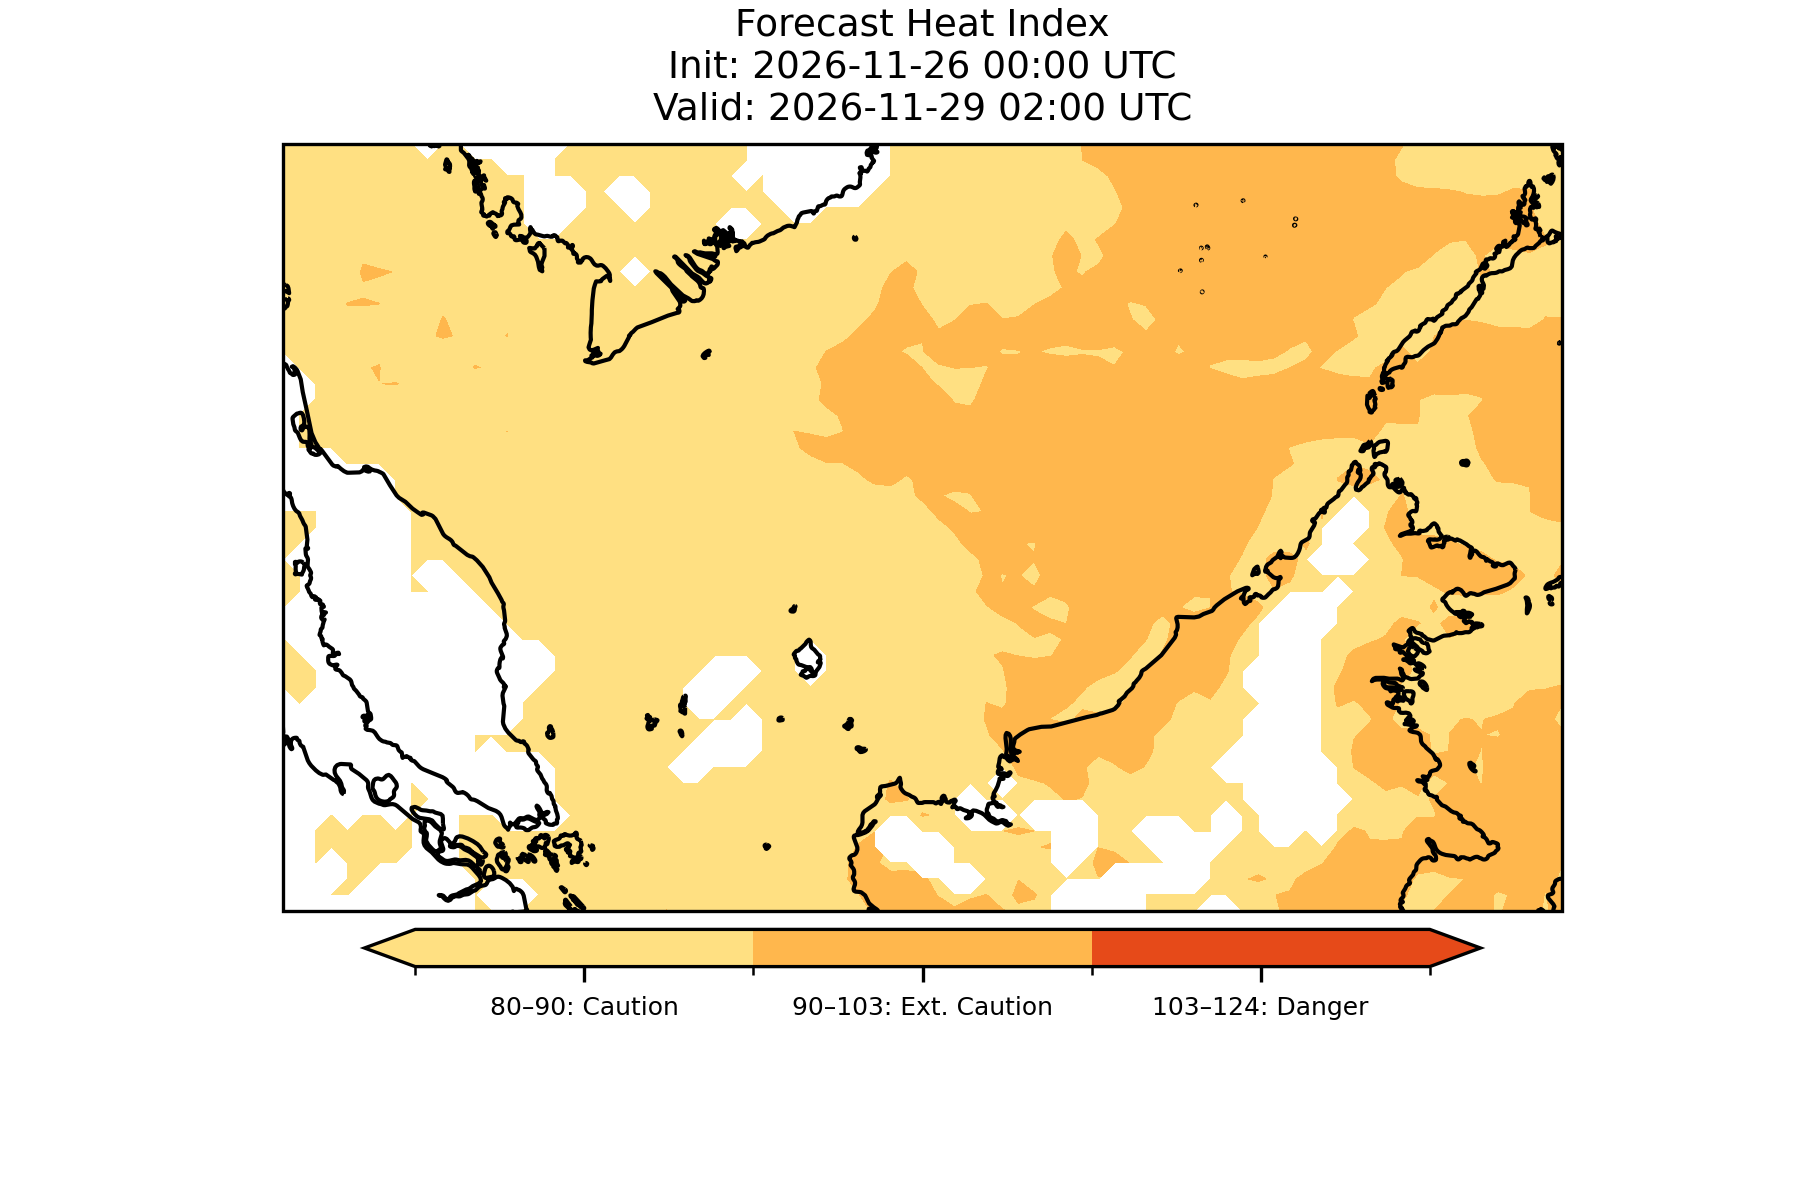 Forecast Heat Index
Init: 2026-11-26 00:00 UTC
Valid: 2026-11-29 02:00 UTC
80–90: Caution
90–103: Ext. Caution
103–124: Danger